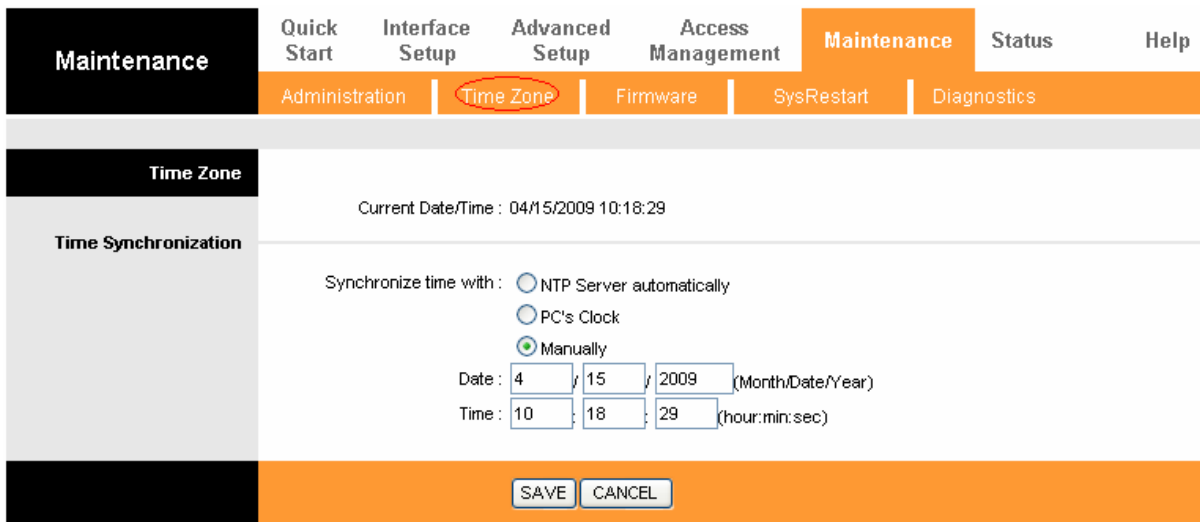 Maintenance
Quick Start
Interface Setup
Advanced Setup
Access Management
Maintenance
Status
Help
Administration
Time Zone
Firmware
SysRestart
Diagnostics
Time Zone
Current Date/Time : 04/15/2009 10:18:29
Time Synchronization
Synchronize time with : NTP Server automatically
PC's Clock
Manually
Date : 4 / 15 / 2009 (Month/Date/Year)
Time : 10 : 18 : 29 (hour:min:sec)
SAVE CANCEL